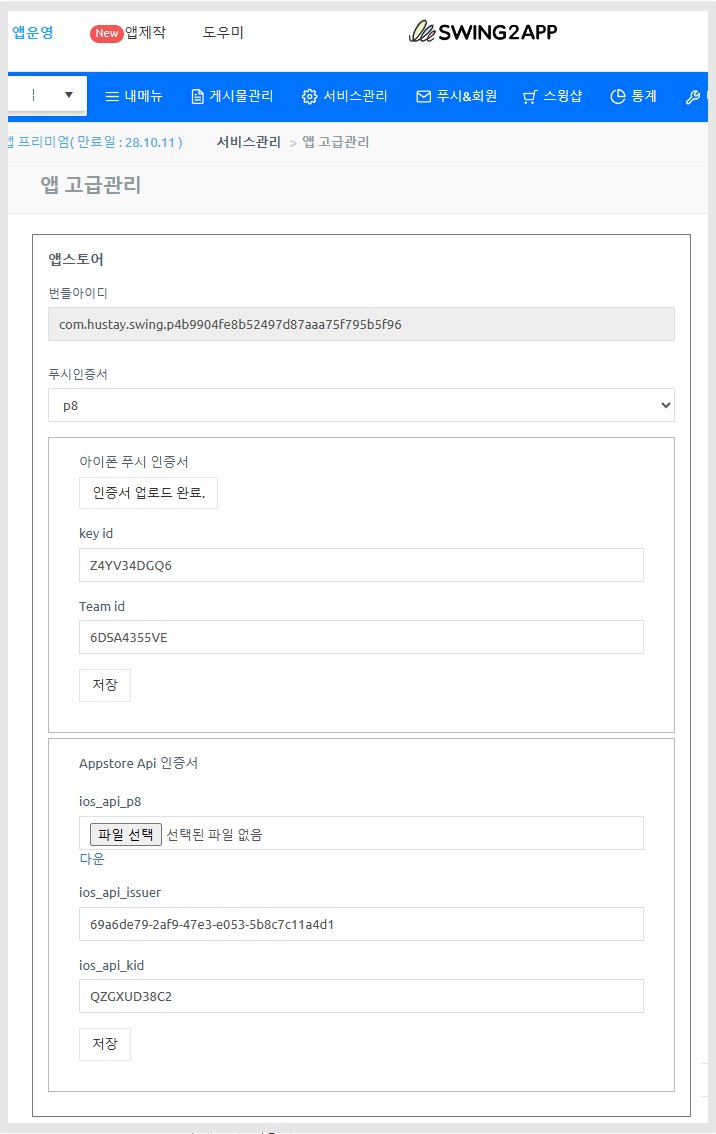 앱운영 New 앱제작 도우미 SWING2APP
내메뉴 게시물관리 서비스관리 푸시&회원 스윙샵 통계
앱 프리미엄( 만료일 : 28.10.11 ) 서비스관리 > 앱 고급관리
앱 고급관리
앱스토어
번들아이디
com.hustay.swing.p4b9904fe8b52497d87aaa75f795b5f96
푸시인증서
p8
아이폰 푸시 인증서
인증서 업로드 완료.
key id
Z4YV34DGQ6
Team id
6DSA4355VE
저장
Appstore Api 인증서
ios_api_p8
파일 선택 선택된 파일 없음
다운
ios_api_issuer
69a6de79-2af9-47e3-e053-5b8c7c11a4d1
ios_api_kid
QZGXUD38C2
저장